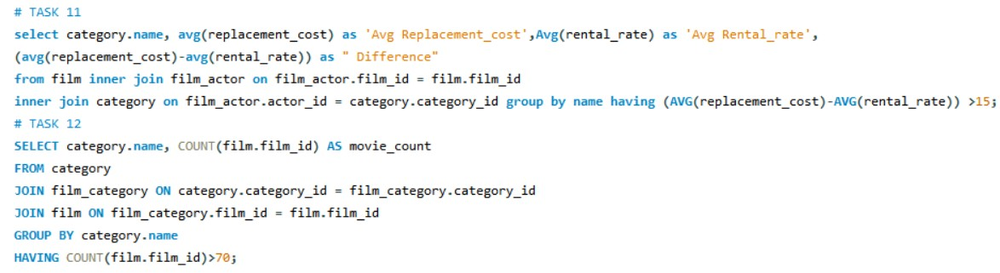 # TASK 11
select category.name, avg(replacement_cost) as 'Avg Replacement_cost',Avg(rental_rate) as 'Avg Rental_rate',
(avg(replacement_cost)-avg(rental_rate)) as " Difference"
from film inner join film_actor on film_actor.film_id = film.film_id
inner join category on film_actor.actor_id = category.category_id group by name having (AVG(replacement_cost)-AVG(rental_rate)) >15;
# TASK 12
SELECT category.name, COUNT(film.film_id) AS movie_count
FROM category
JOIN film_category ON category.category_id = film_category.category_id
JOIN film ON film_category.film_id = film.film_id
GROUP BY category.name
HAVING COUNT(film.film_id)>70;